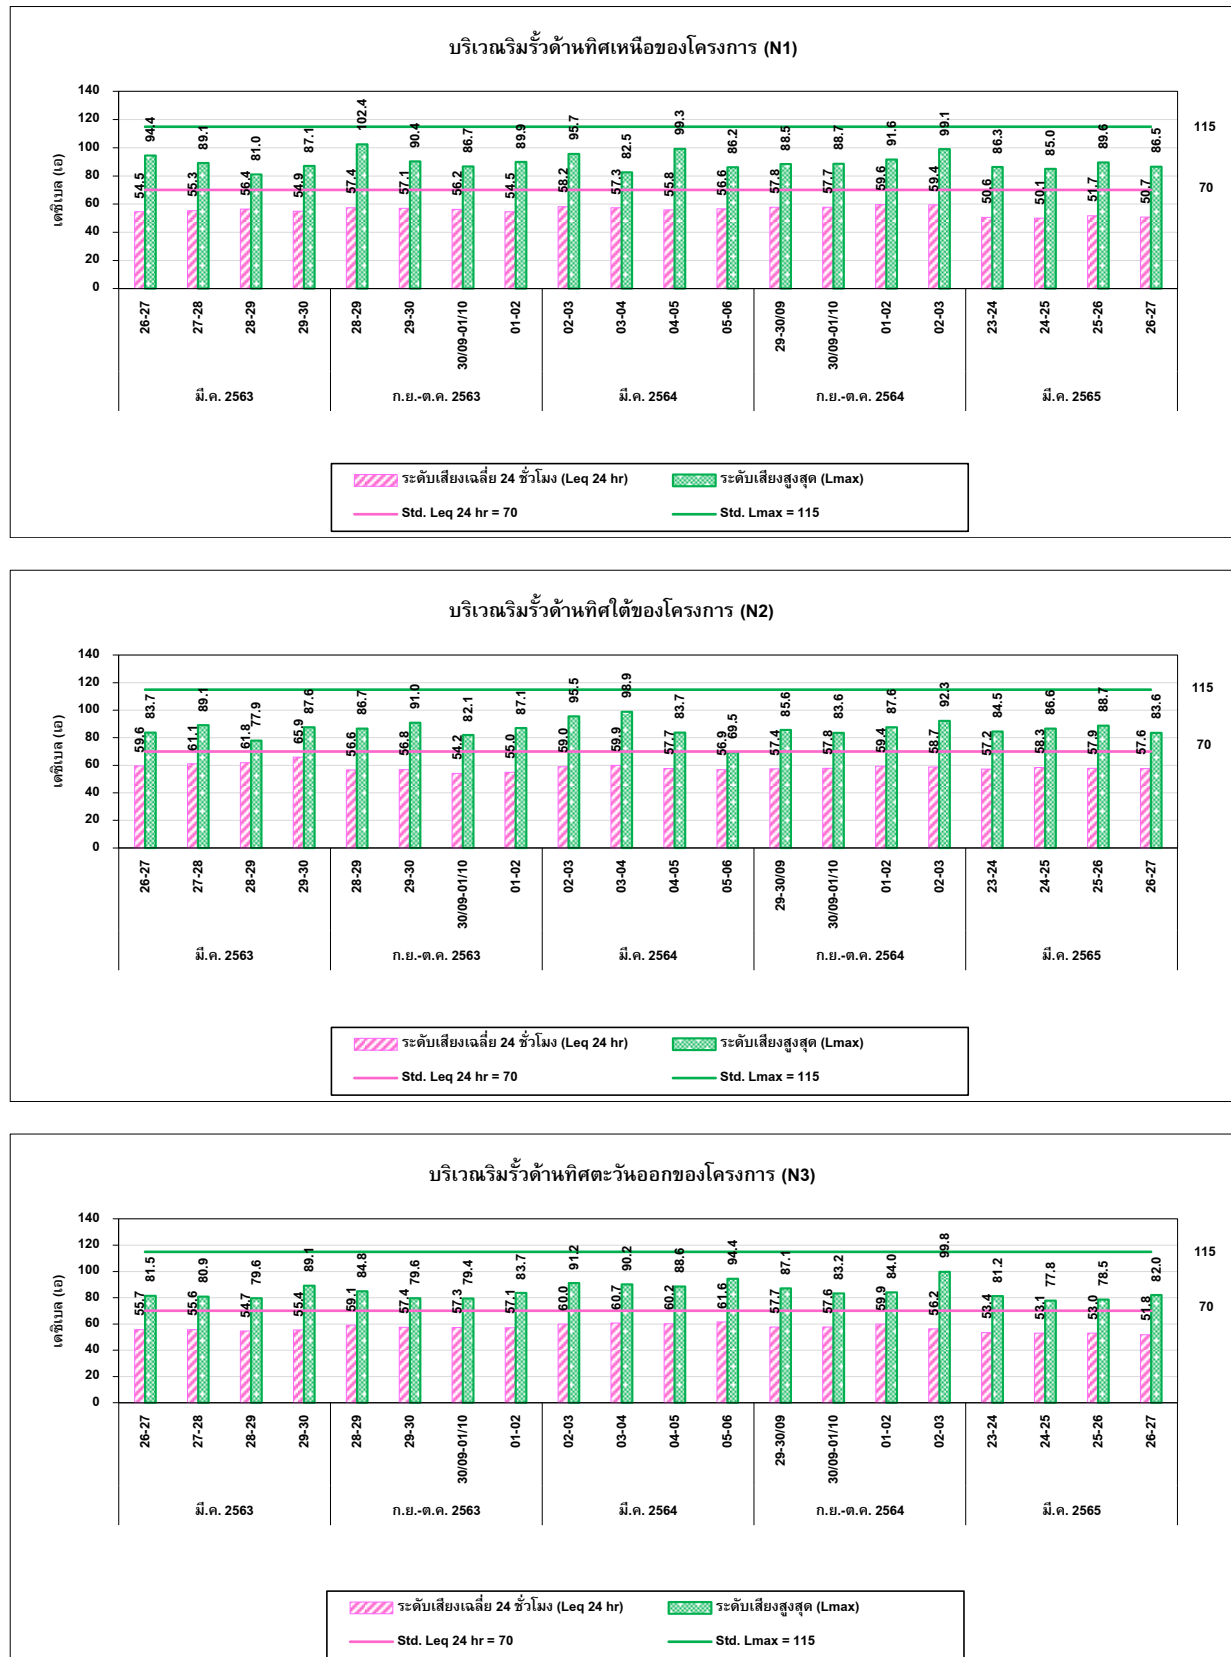 บริเวณริมรั้วด้านทิศเหนือของโครงการ (N1)
เดซิเบล (เอ)
140
120
100
80
60
40
20
0
54.5 94.4 55.3 89.1 56.4 81.0 54.9 87.1 57.4 102.4 57.1 90.4 56.2 86.7 54.5 89.9 58.2 95.7 57.3 82.5 55.8 99.3 56.6 86.2 57.8 88.5 57.7 88.7 59.6 91.6 59.4 99.1 50.6 86.3 50.1 85.0 51.7 89.6 50.7 86.5
115
70
26-27 27-28 28-29 29-30 28-29 29-30 30/09-01/10 01-02 02-03 03-04 04-05 05-06 29-30/09 30/09-01/10 01-02 02-03 23-24 24-25 25-26 26-27
มี.ค. 2563 ก.ย.-ต.ค. 2563 มี.ค. 2564 ก.ย.-ต.ค. 2564 มี.ค. 2565
ระดับเสียงเฉลี่ย 24 ชั่วโมง (Leq 24 hr) ระดับเสียงสูงสุด (Lmax)
Std. Leq 24 hr = 70 Std. Lmax = 115
บริเวณริมรั้วด้านทิศใต้ของโครงการ (N2)
เดซิเบล (เอ)
140
120
100
80
60
40
20
0
59.6 83.7 61.1 89.1 61.8 77.9 65.9 87.6 56.6 86.7 56.8 91.0 54.2 82.1 55.0 87.1 59.0 95.5 59.9 98.9 57.7 83.7 56.9 69.5 57.4 85.6 57.8 83.6 59.4 87.6 58.7 92.3 57.2 84.5 58.3 86.6 57.9 88.7 57.6 83.6
115
70
26-27 27-28 28-29 29-30 28-29 29-30 30/09-01/10 01-02 02-03 03-04 04-05 05-06 29-30/09 30/09-01/10 01-02 02-03 23-24 24-25 25-26 26-27
มี.ค. 2563 ก.ย.-ต.ค. 2563 มี.ค. 2564 ก.ย.-ต.ค. 2564 มี.ค. 2565
ระดับเสียงเฉลี่ย 24 ชั่วโมง (Leq 24 hr) ระดับเสียงสูงสุด (Lmax)
Std. Leq 24 hr = 70 Std. Lmax = 115
บริเวณริมรั้วด้านทิศตะวันออกของโครงการ (N3)
เดซิเบล (เอ)
140
120
100
80
60
40
20
0
55.7 81.5 55.6 80.9 54.7 79.6 55.4 89.1 59.1 84.8 57.4 79.6 57.3 79.4 57.1 83.7 60.0 91.2 60.7 90.2 60.2 88.6 61.6 94.4 57.7 87.1 57.6 83.2 59.9 84.0 56.2 99.8 53.4 81.2 53.1 77.8 53.0 78.5 51.8 82.0
115
70
26-27 27-28 28-29 29-30 28-29 29-30 30/09-01/10 01-02 02-03 03-04 04-05 05-06 29-30/09 30/09-01/10 01-02 02-03 23-24 24-25 25-26 26-27
มี.ค. 2563 ก.ย.-ต.ค. 2563 มี.ค. 2564 ก.ย.-ต.ค. 2564 มี.ค. 2565
ระดับเสียงเฉลี่ย 24 ชั่วโมง (Leq 24 hr) ระดับเสียงสูงสุด (Lmax)
Std. Leq 24 hr = 70 Std. Lmax = 115